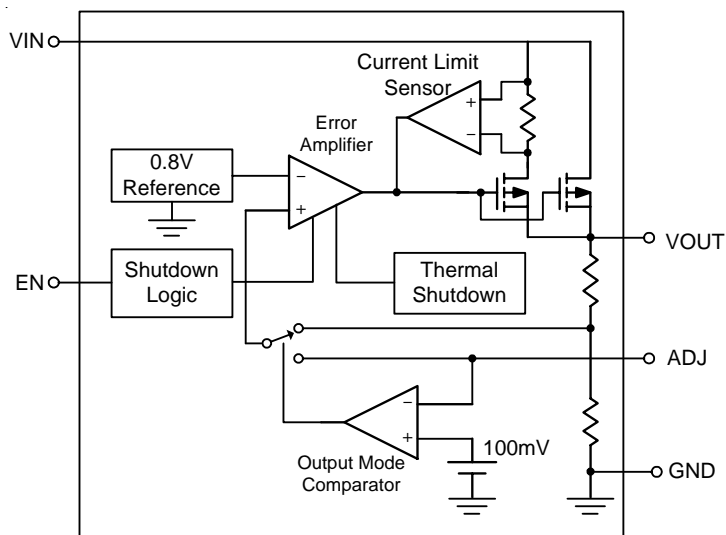 VIN
Current Limit
Sensor
+
−
Error
Amplifier
0.8V
Reference
−
+
VOUT
EN
Shutdown
Logic
Thermal
Shutdown
ADJ
−
+
100mV
Output Mode
Comparator
GND